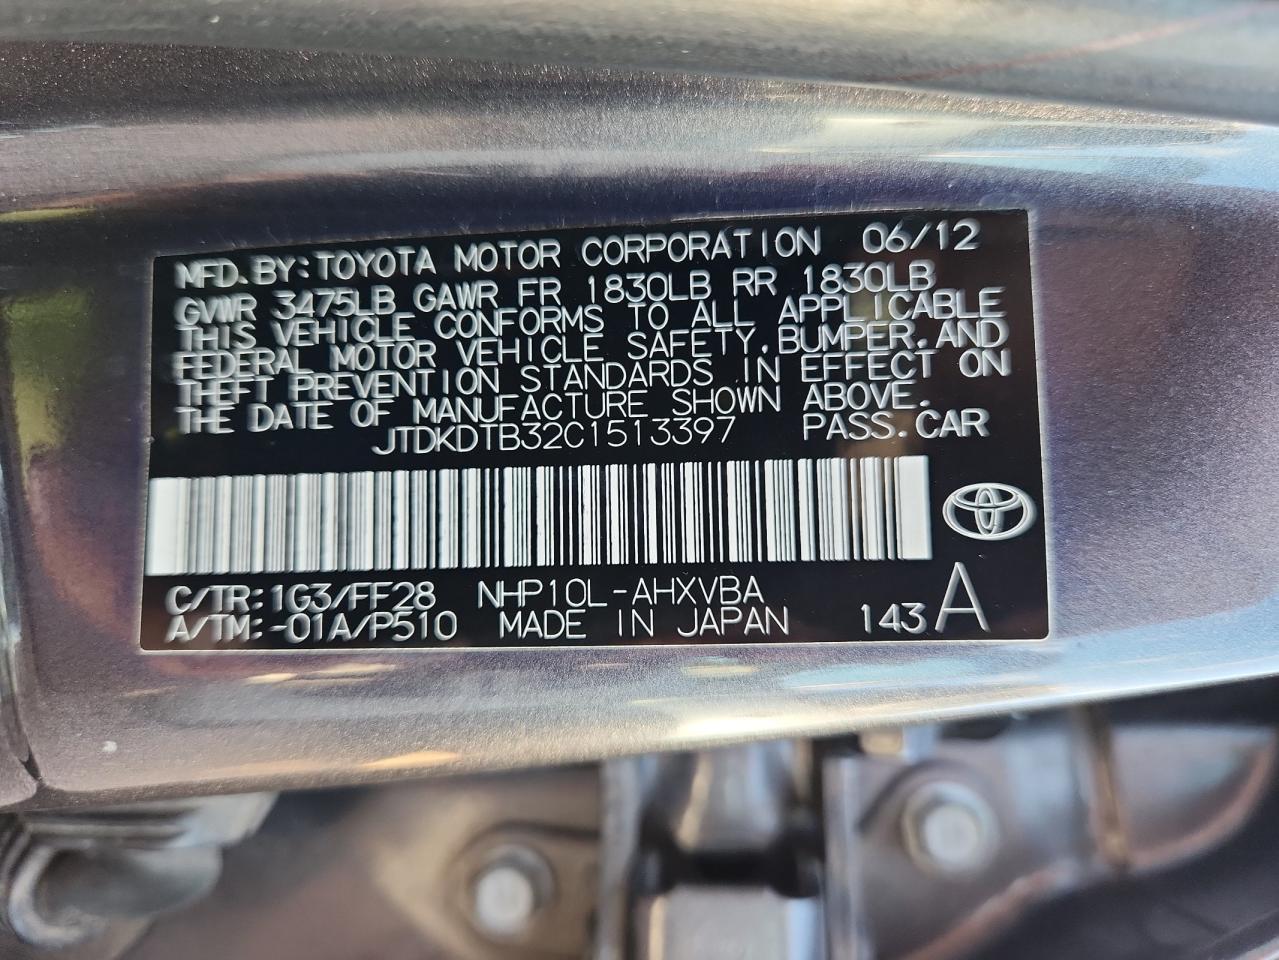 MFD.BY:TOYOTA MOTOR CORPORATION 06/12
GVWR 3475LB GAWR FR 1830LB RR 1830LB
THIS VEHICLE CONFORMS TO ALL APPLICABLE
FEDERAL MOTOR VEHICLE SAFETY,BUMPER,AND
THEFT PREVENTION STANDARDS IN EFFECT ON
THE DATE OF MANUFACTURE SHOWN ABOVE.
JTDKDTB32C1513397 PASS.CAR
C/TR:1G3/FF28 NHP10L-AHXVBA
A/TM:-01A/P510 MADE IN JAPAN 143 A